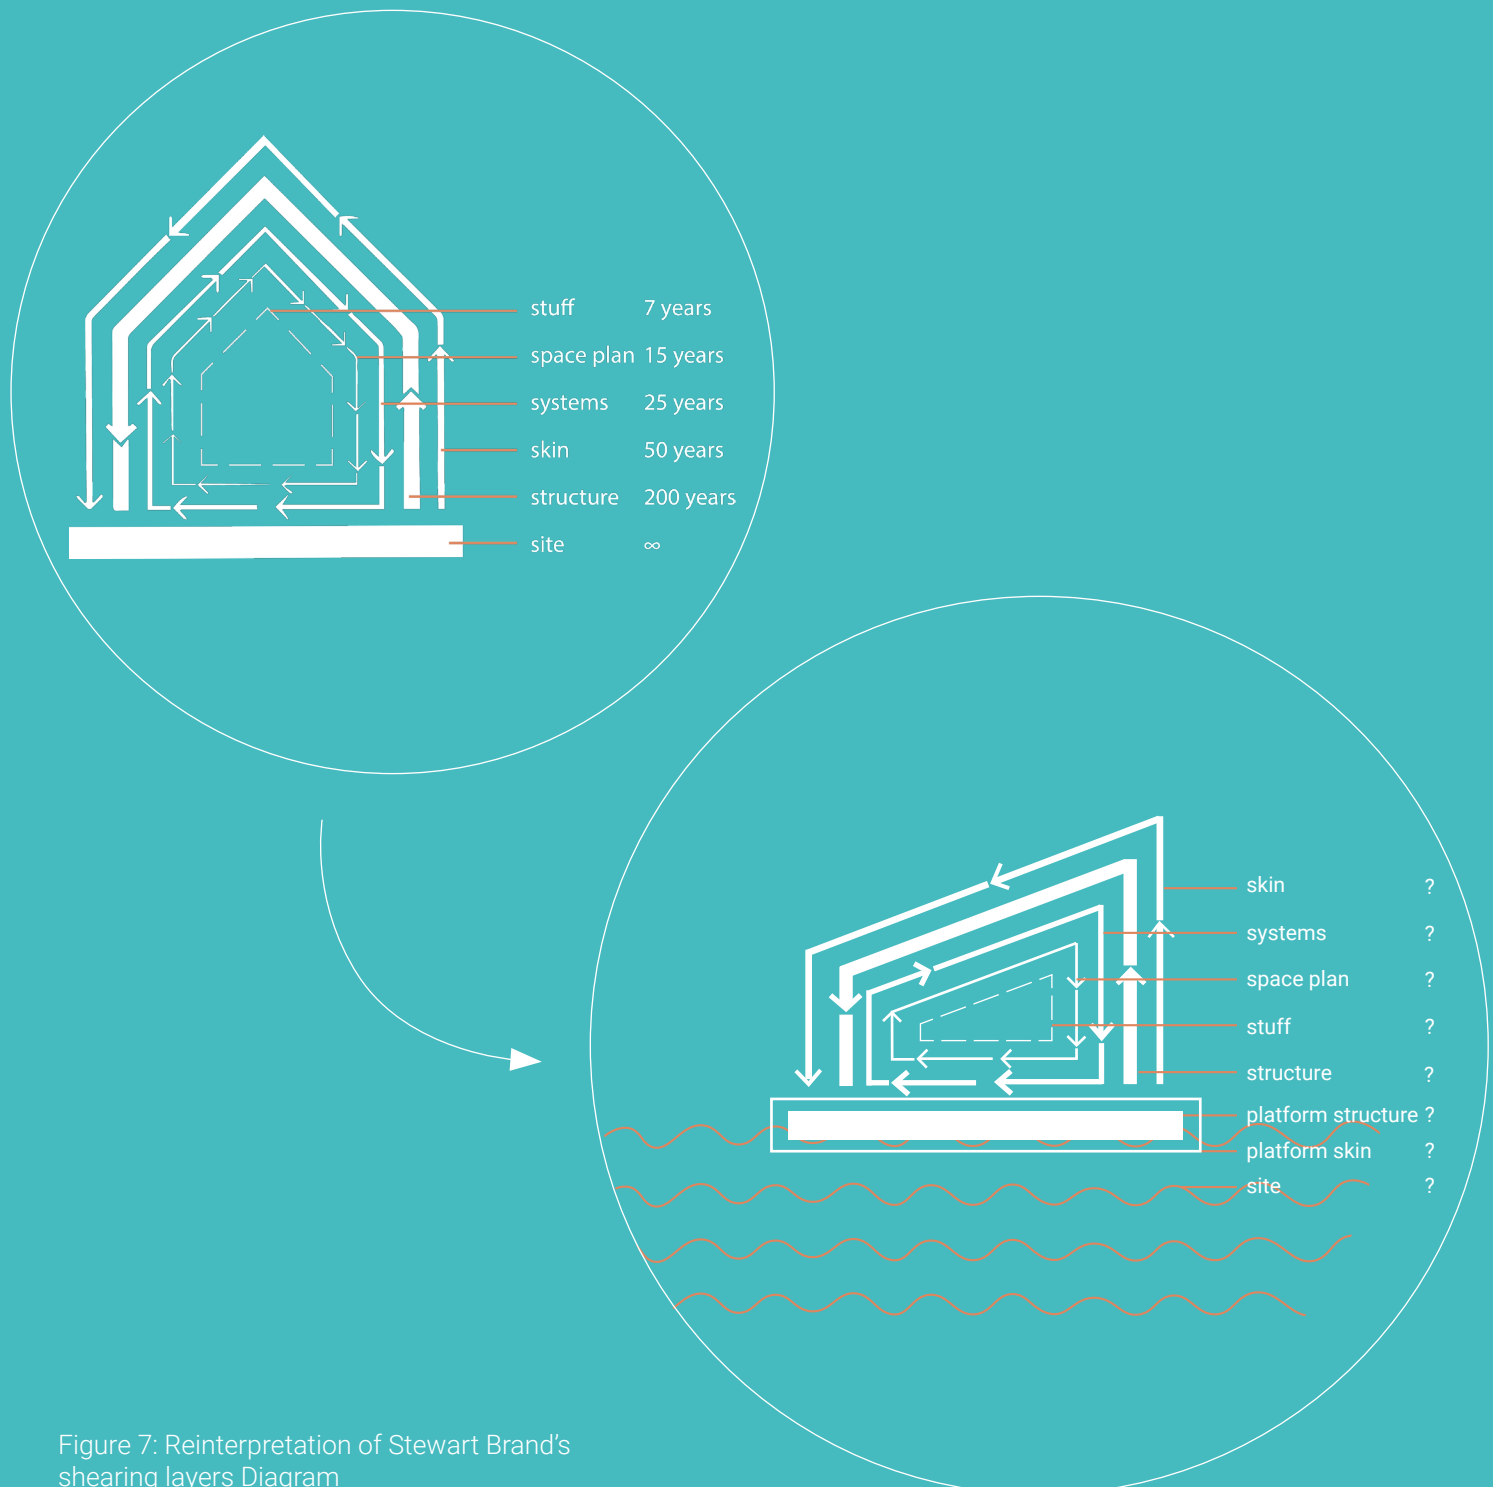 stuff 7 years
space plan 15 years
systems 25 years
skin 50 years
structure 200 years
site ∞
skin ?
systems ?
space plan ?
stuff ?
structure ?
platform structure ?
platform skin ?
site ?
Figure 7: Reinterpretation of Stewart Brand’s
shearing layers Diagram